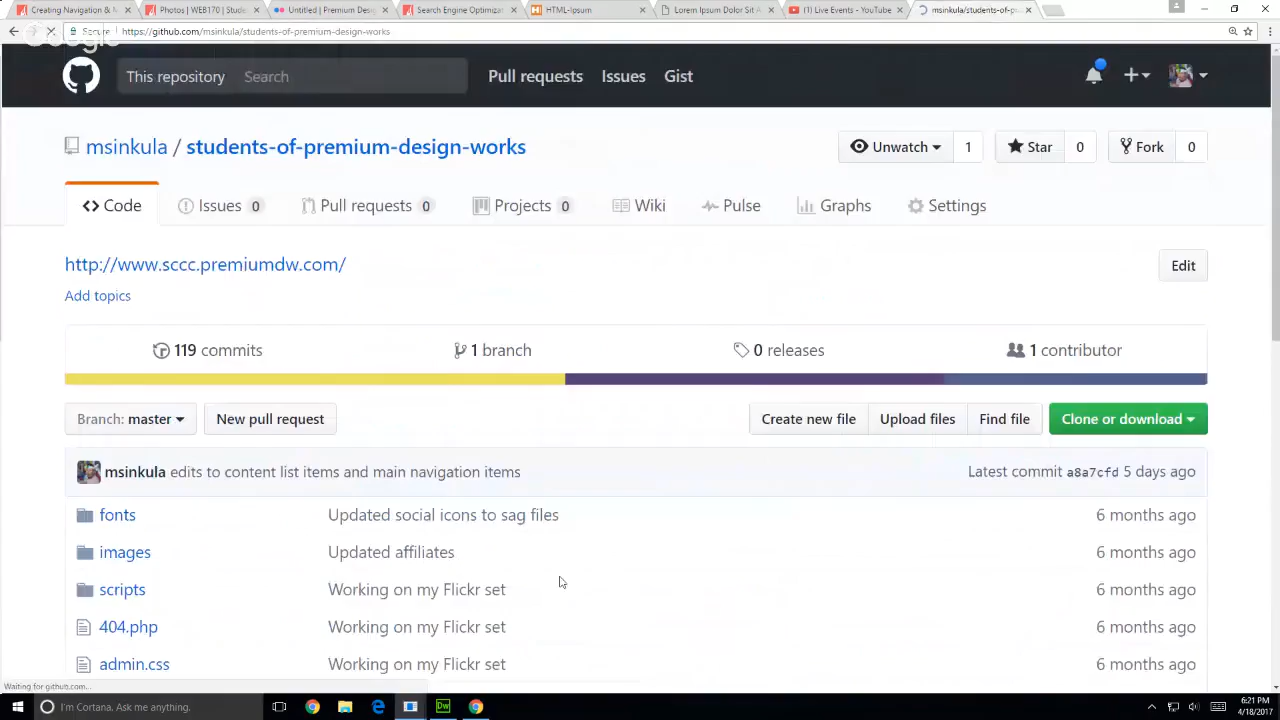 Creating Navigation & M
Photos | WEB170 | Stude
Untitled | Premium Desi
Search Engine Optimizat
HTML-Ipsum
Lorem Ipsum Dolor Sit A
(1) Live Events - YouTube
msinkula/students-of-p
Secure
https://github.com/msinkula/students-of-premium-design-works
Google
This repository
Search
Pull requests
Issues
Gist
msinkula / students-of-premium-design-works
Unwatch 1
Star 0
Fork 0
<> Code
Issues 0
Pull requests 0
Projects 0
Wiki
Pulse
Graphs
Settings
http://www.sccc.premiumdw.com/
Edit
Add topics
119 commits
1 branch
0 releases
1 contributor
Branch: master
New pull request
Create new file
Upload files
Find file
Clone or download
msinkula edits to content list items and main navigation items
Latest commit a8a7cfd 5 days ago
fonts Updated social icons to sag files 6 months ago
images Updated affiliates 6 months ago
scripts Working on my Flickr set 6 months ago
404.php Working on my Flickr set 6 months ago
admin.css Working on my Flickr set 6 months ago
Waiting for github.com...
I'm Cortana. Ask me anything.
Dw
6:21 PM
4/18/2017